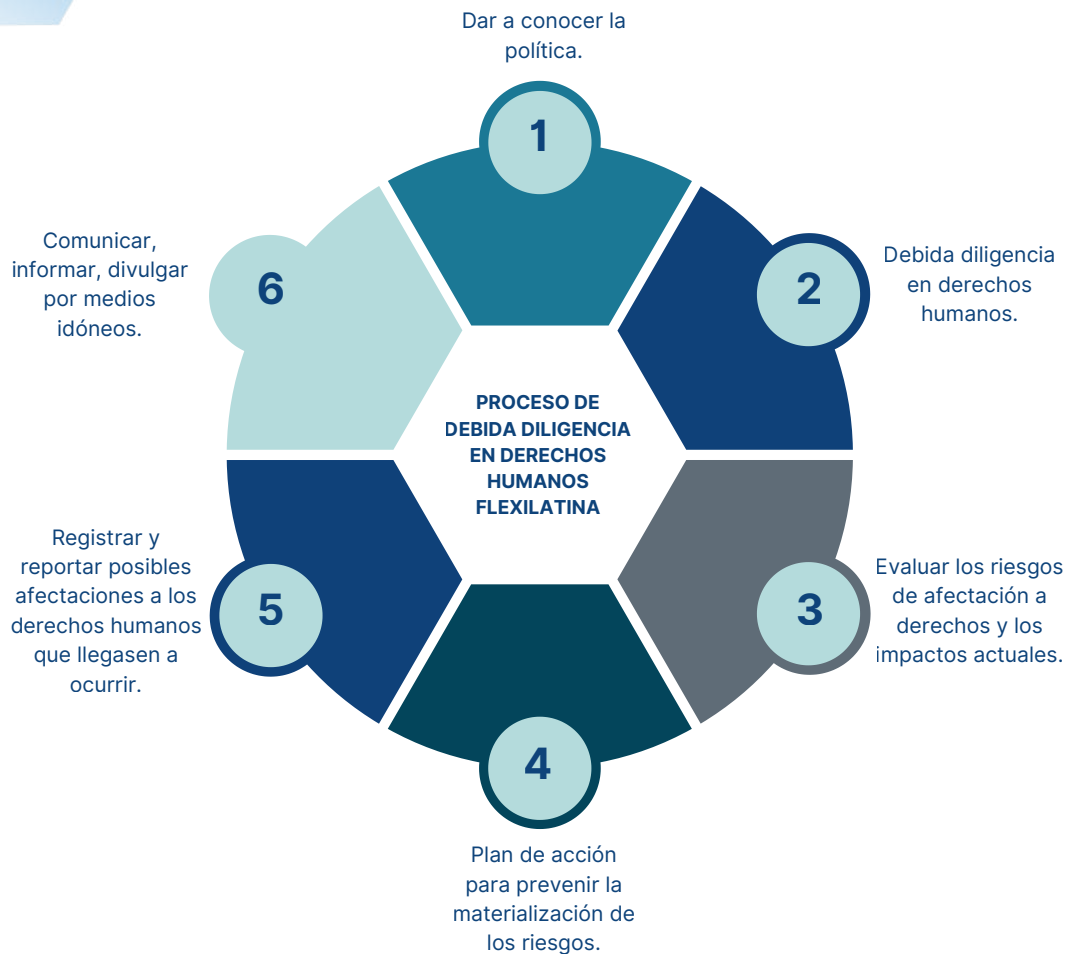 Dar a conocer la
política.
1
2
Debida diligencia
en derechos
humanos.
3
Evaluar los riesgos
de afectación a
derechos y los
impactos actuales.
4
Plan de acción
para prevenir la
materialización de
los riesgos.
5
Registrar y
reportar posibles
afectaciones a los
derechos humanos
que llegasen a
ocurrir.
6
Comunicar,
informar, divulgar
por medios
idóneos.
PROCESO DE
DEBIDA DILIGENCIA
EN DERECHOS
HUMANOS
FLEXILATINA